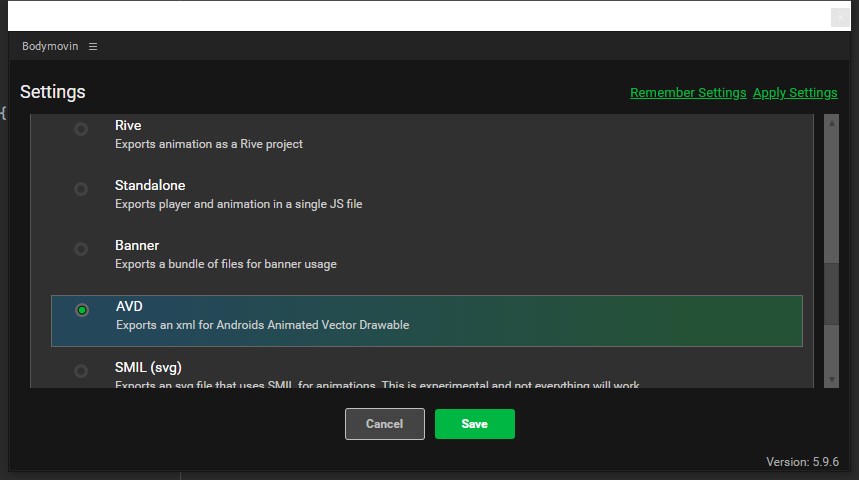 Bodymovin
Settings
Remember Settings Apply Settings
{
Rive
Exports animation as a Rive project
Standalone
Exports player and animation in a single JS file
Banner
Exports a bundle of files for banner usage
AVD
Exports an xml for Androids Animated Vector Drawable
SMIL (svg)
Exports an svg file that uses SMIL for animations. This is experimental and not everything will work
Cancel Save
Version: 5.9.6